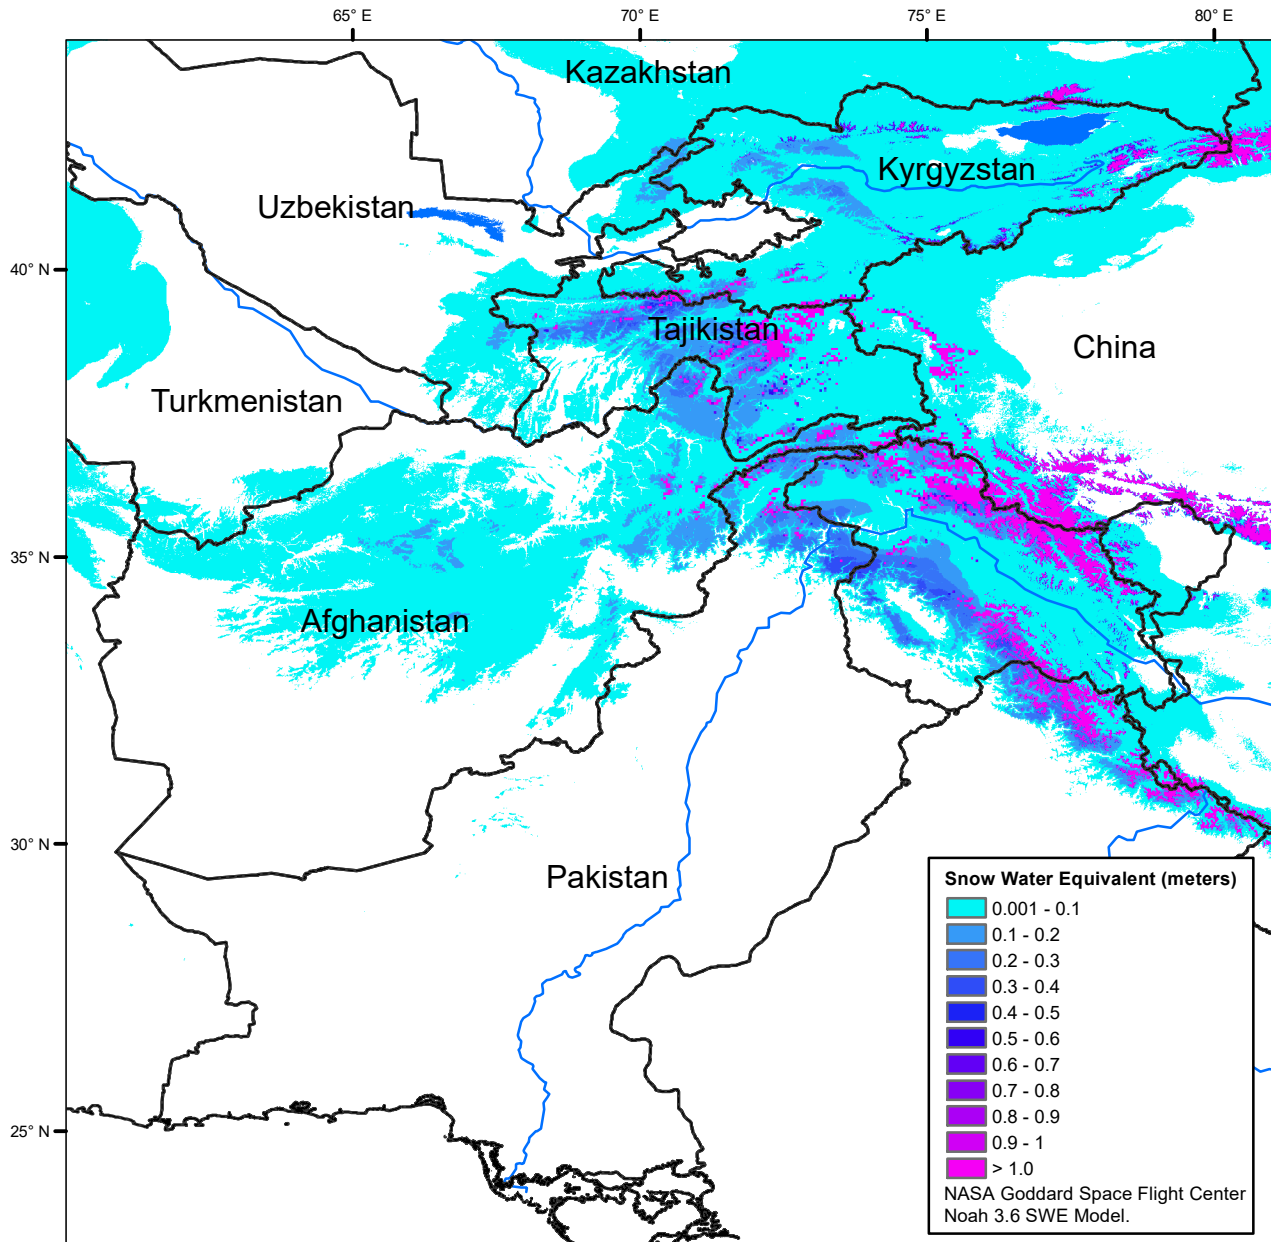 65° E
70° E
75° E
80° E
Kazakhstan
Kyrgyzstan
Uzbekistan
40° N
Tajikistan
China
Turkmenistan
35° N
Afghanistan
30° N
Pakistan
25° N
Snow Water Equivalent (meters)
0.001 - 0.1
0.1 - 0.2
0.2 - 0.3
0.3 - 0.4
0.4 - 0.5
0.5 - 0.6
0.6 - 0.7
0.7 - 0.8
0.8 - 0.9
0.9 - 1
> 1.0
NASA Goddard Space Flight Center
Noah 3.6 SWE Model.